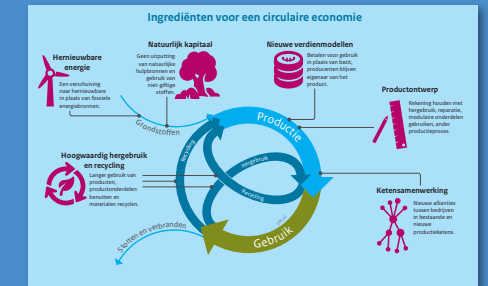 Ingrediënten voor een circulaire economie
Hernieuwbare
energie
Een verschuiving
naar hernieuwbare
in plaats van fossiele
energiebronnen.
Natuurlijk kapitaal
Geen uitputting
van natuurlijke
hulpbronnen en
gebruik van
niet-giftige
stoffen.
Nieuwe verdienmodellen
Betalen voor gebruik
in plaats van bezit,
producenten blijven
eigenaar van het
product.
Productontwerp
Rekening houden met
hergebruik, reparatie,
modulaire onderdelen
gebruiken, ander
productieproces.
Hoogwaardig hergebruik
en recycling
Langer gebruik van
producten,
productonderdelen
benutten en
materialen recyclen.
Ketensamenwerking
Nieuwe allianties
tussen bedrijven
in bestaande en
nieuwe
productieketens.
Grondstoffen
Productie
Recycling
Hergebruik
Recycling
Gebruik
Storten en verbranden